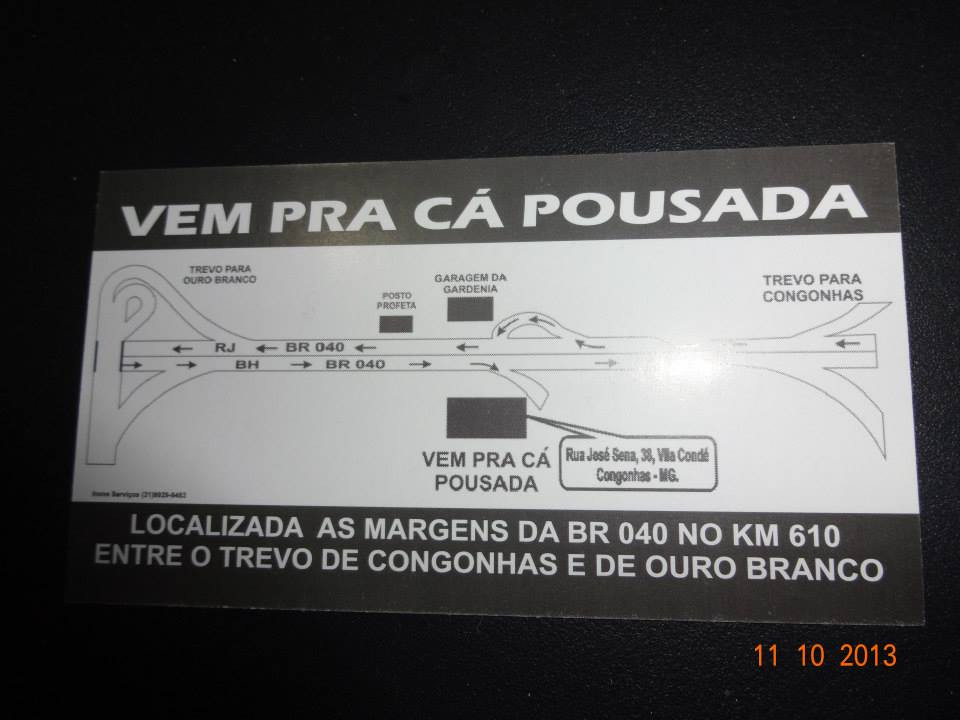 VEM PRA CÁ POUSADA
TREVO PARA
OURO BRANCO
POSTO
PROFETA
GARAGEM DA
GARDENIA
TREVO PARA
CONGONHAS
RJ BR 040
BH BR 040
VEM PRA CÁ
POUSADA
Rua José Sena, 38, Vila Condé
Congonhas - MG.
Serviços
LOCALIZADA AS MARGENS DA BR 040 NO KM 610
ENTRE O TREVO DE CONGONHAS E DE OURO BRANCO
11 10 2013